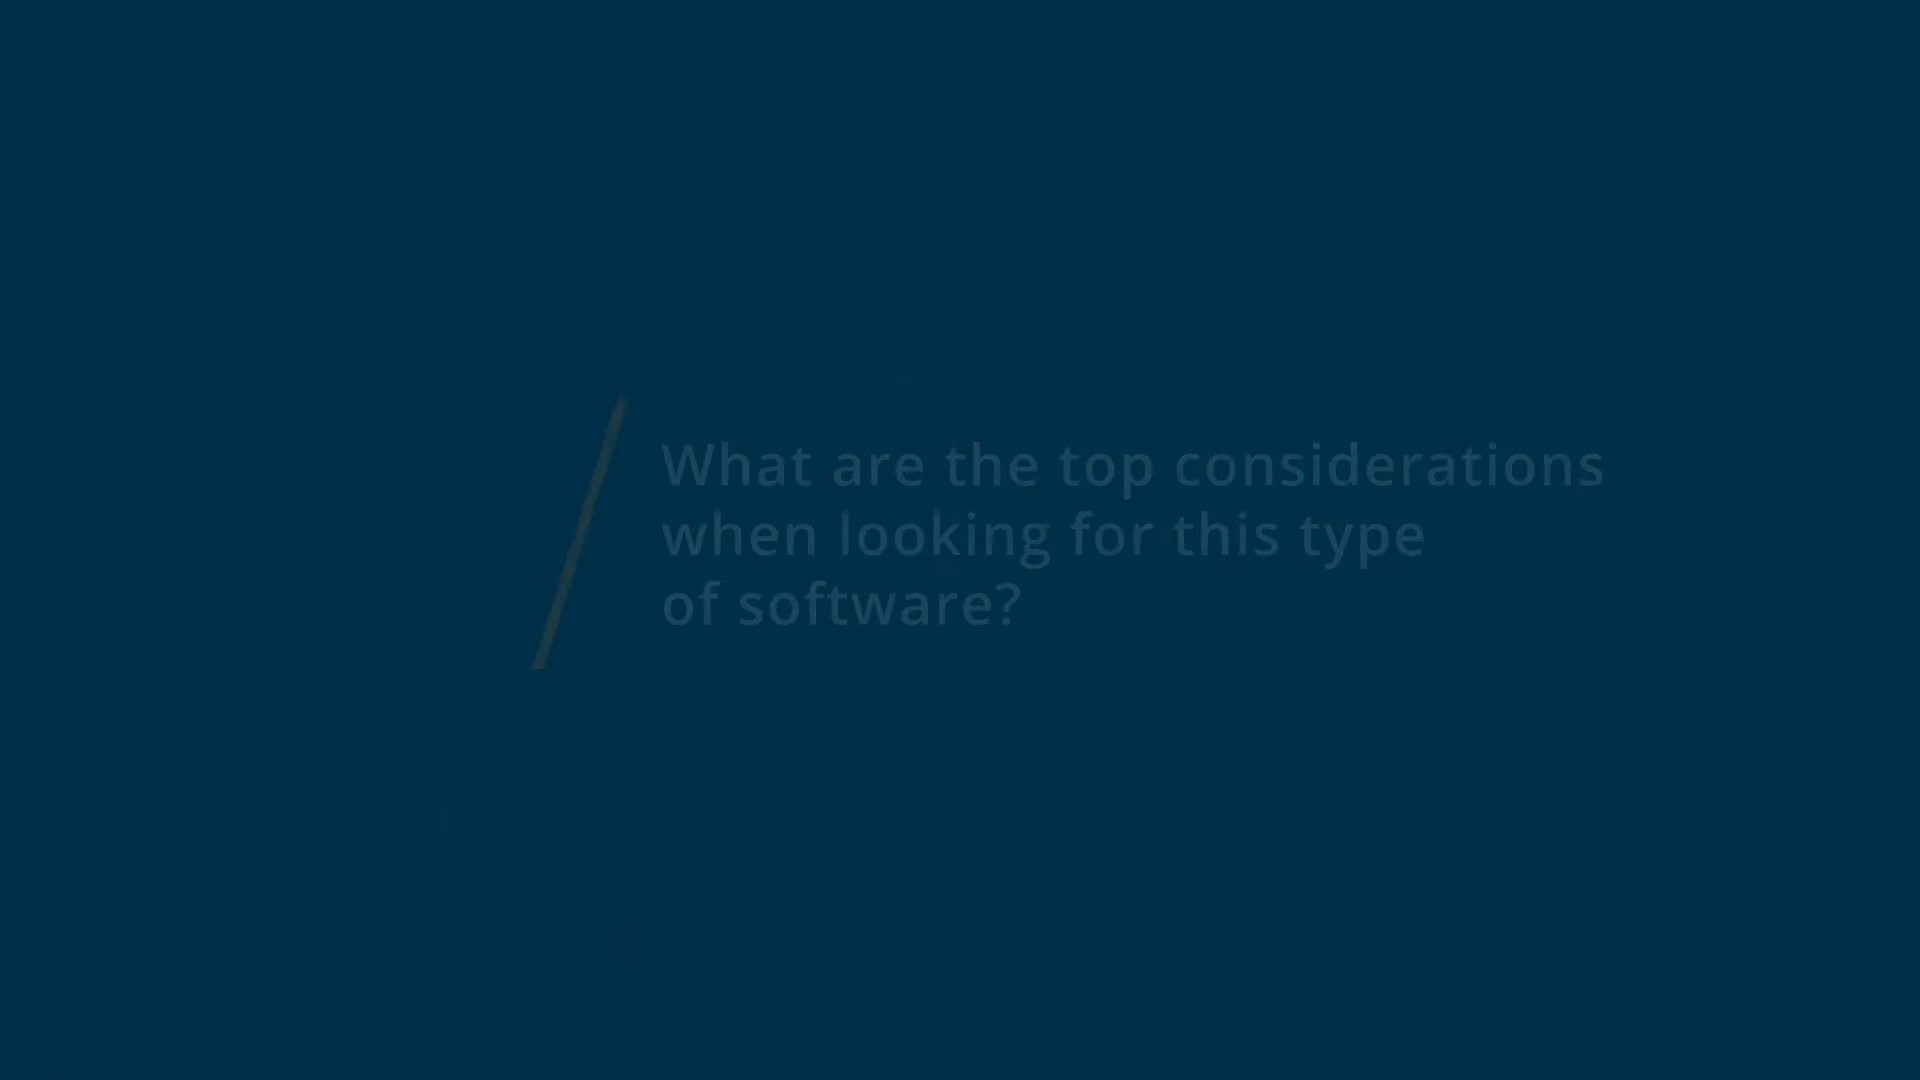 What are the top considerations
when looking for this type
of software?